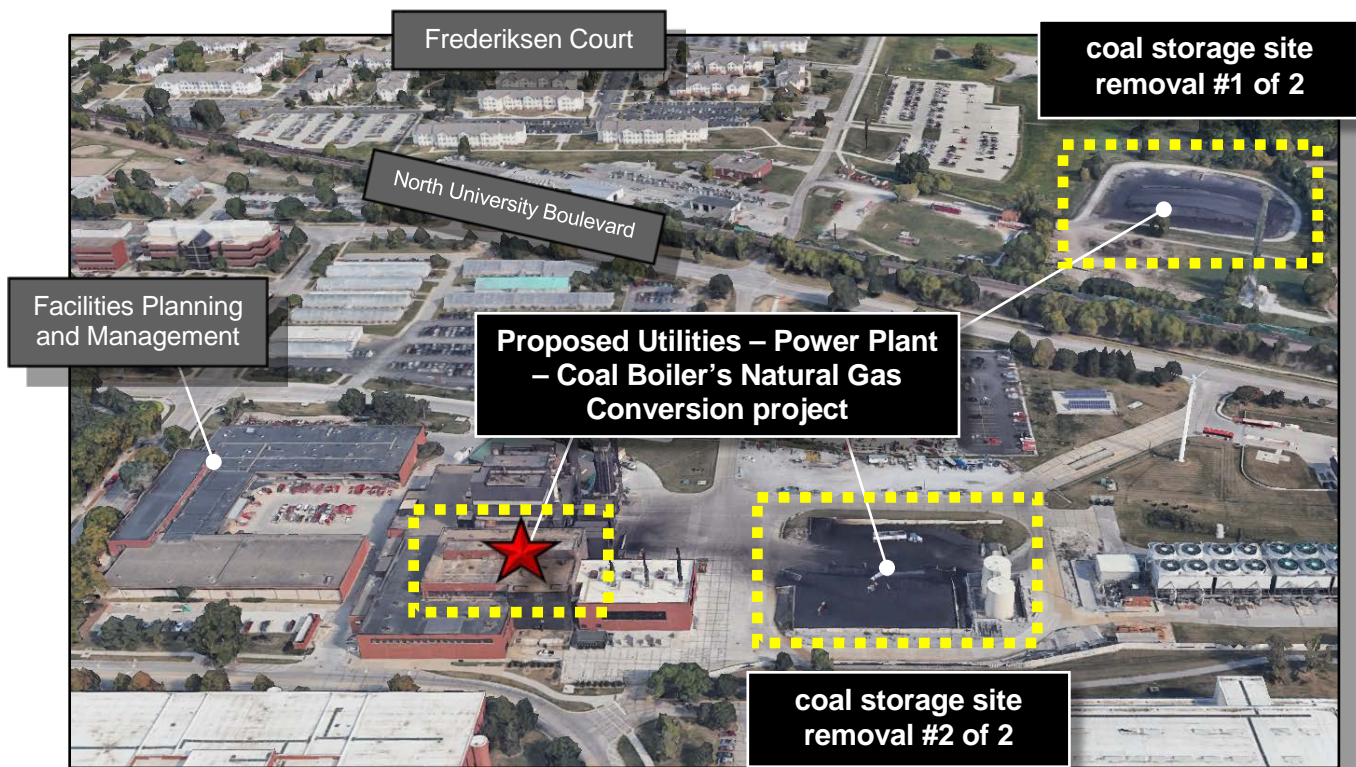 Frederiksen Court
coal storage site
removal #1 of 2
North University Boulevard
Facilities Planning
and Management
Proposed Utilities – Power Plant
– Coal Boiler's Natural Gas
Conversion project
coal storage site
removal #2 of 2